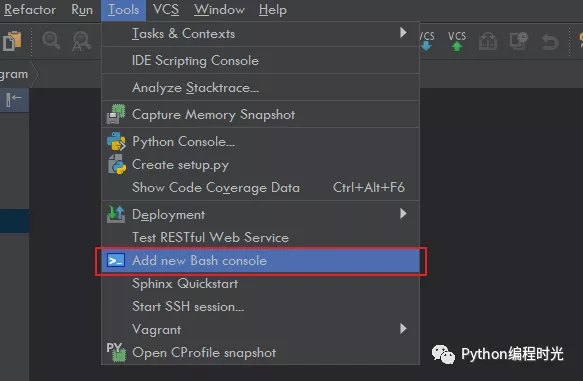 Refactor Run Tools VCS Window Help
Tasks & Contexts
VCS VCS
IDE Scripting Console
gram
Analyze Stacktrace...
Capture Memory Snapshot
Python Console...
Create setup.py
Show Code Coverage Data Ctrl+Alt+F6
Deployment
Test RESTful Web Service
Add new Bash console
Sphinx Quickstart
Start SSH session...
Vagrant
Open CProfile snapshot
Python编程时光